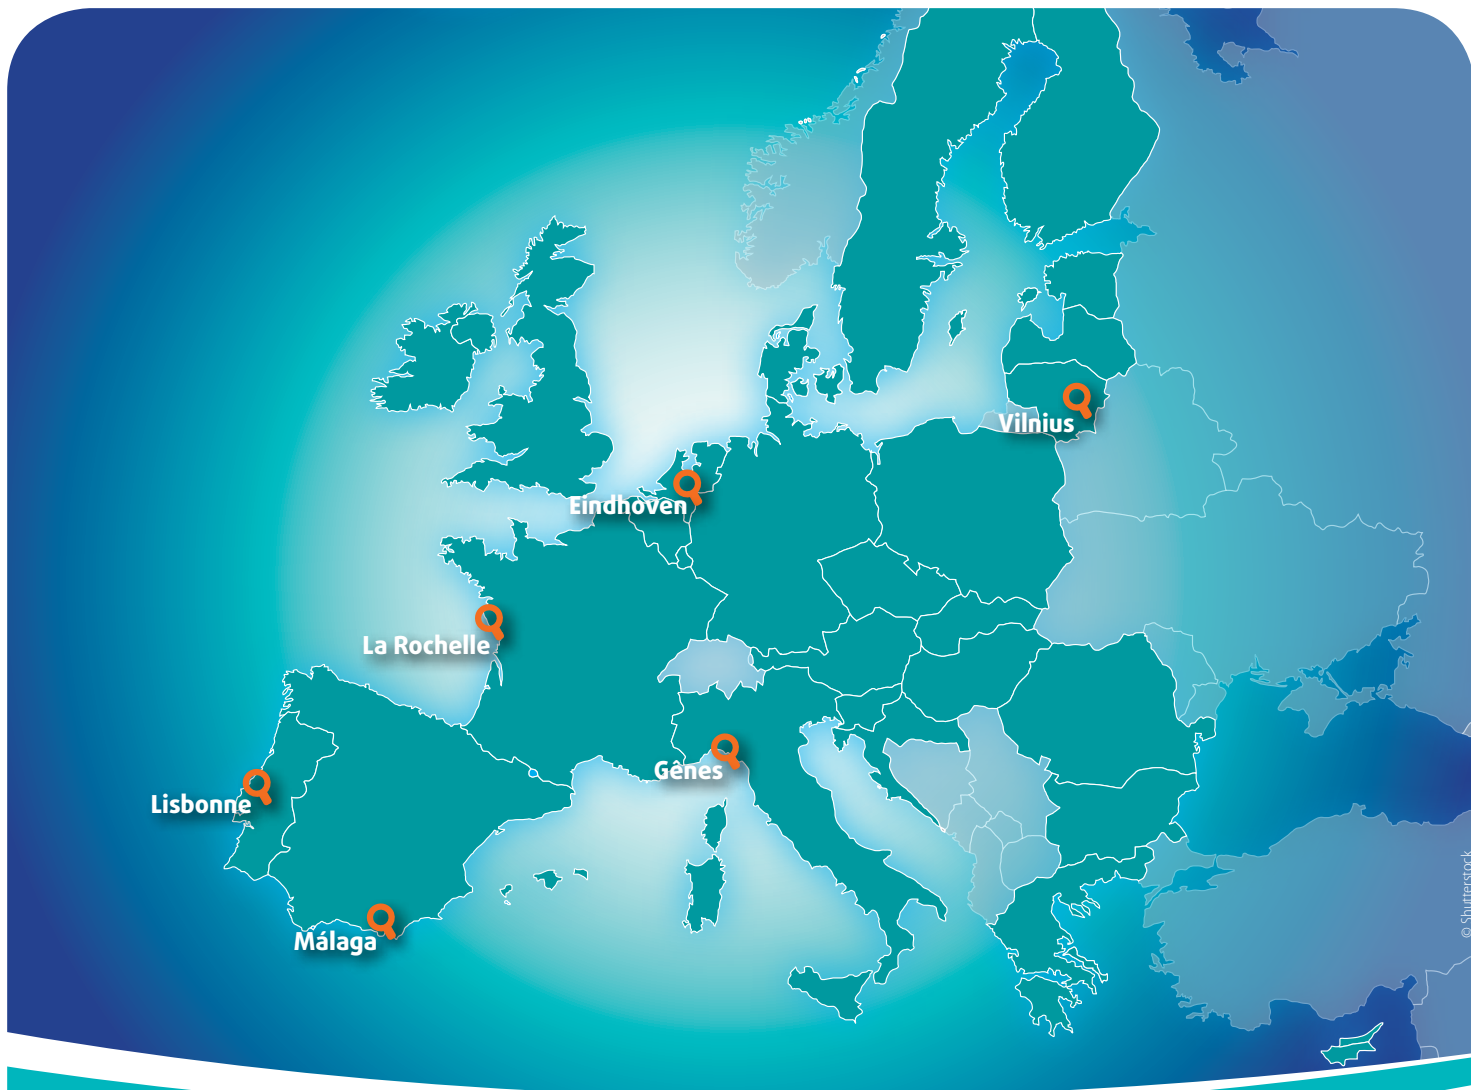 Vilnius
Eindhoven
La Rochelle
Gênes
Lisbonne
Málaga
© Shutterstock